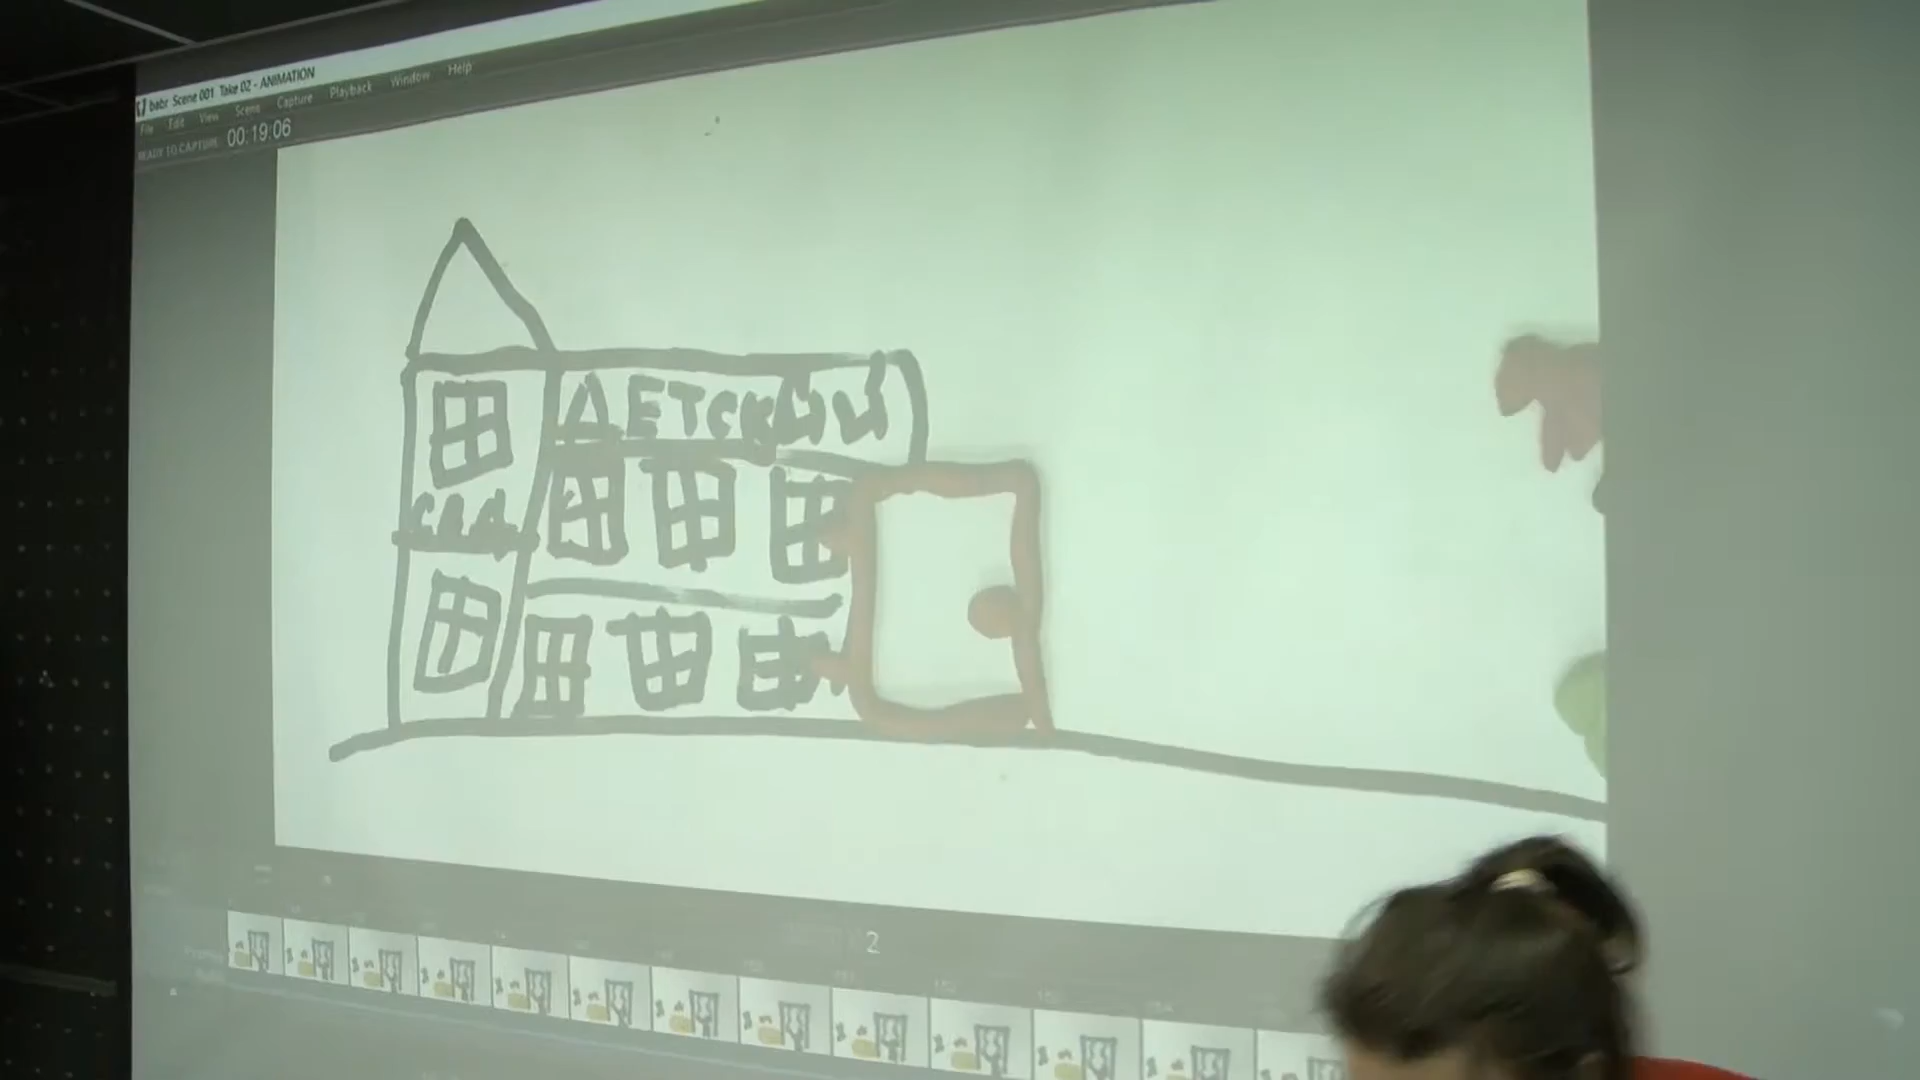 babr Scene 001 Take 02 - ANIMATION
File Edit View Scene Capture Playback Window Help
READY TO CAPTURE 00:19:06
ДЕТСКИЙ
САД
2